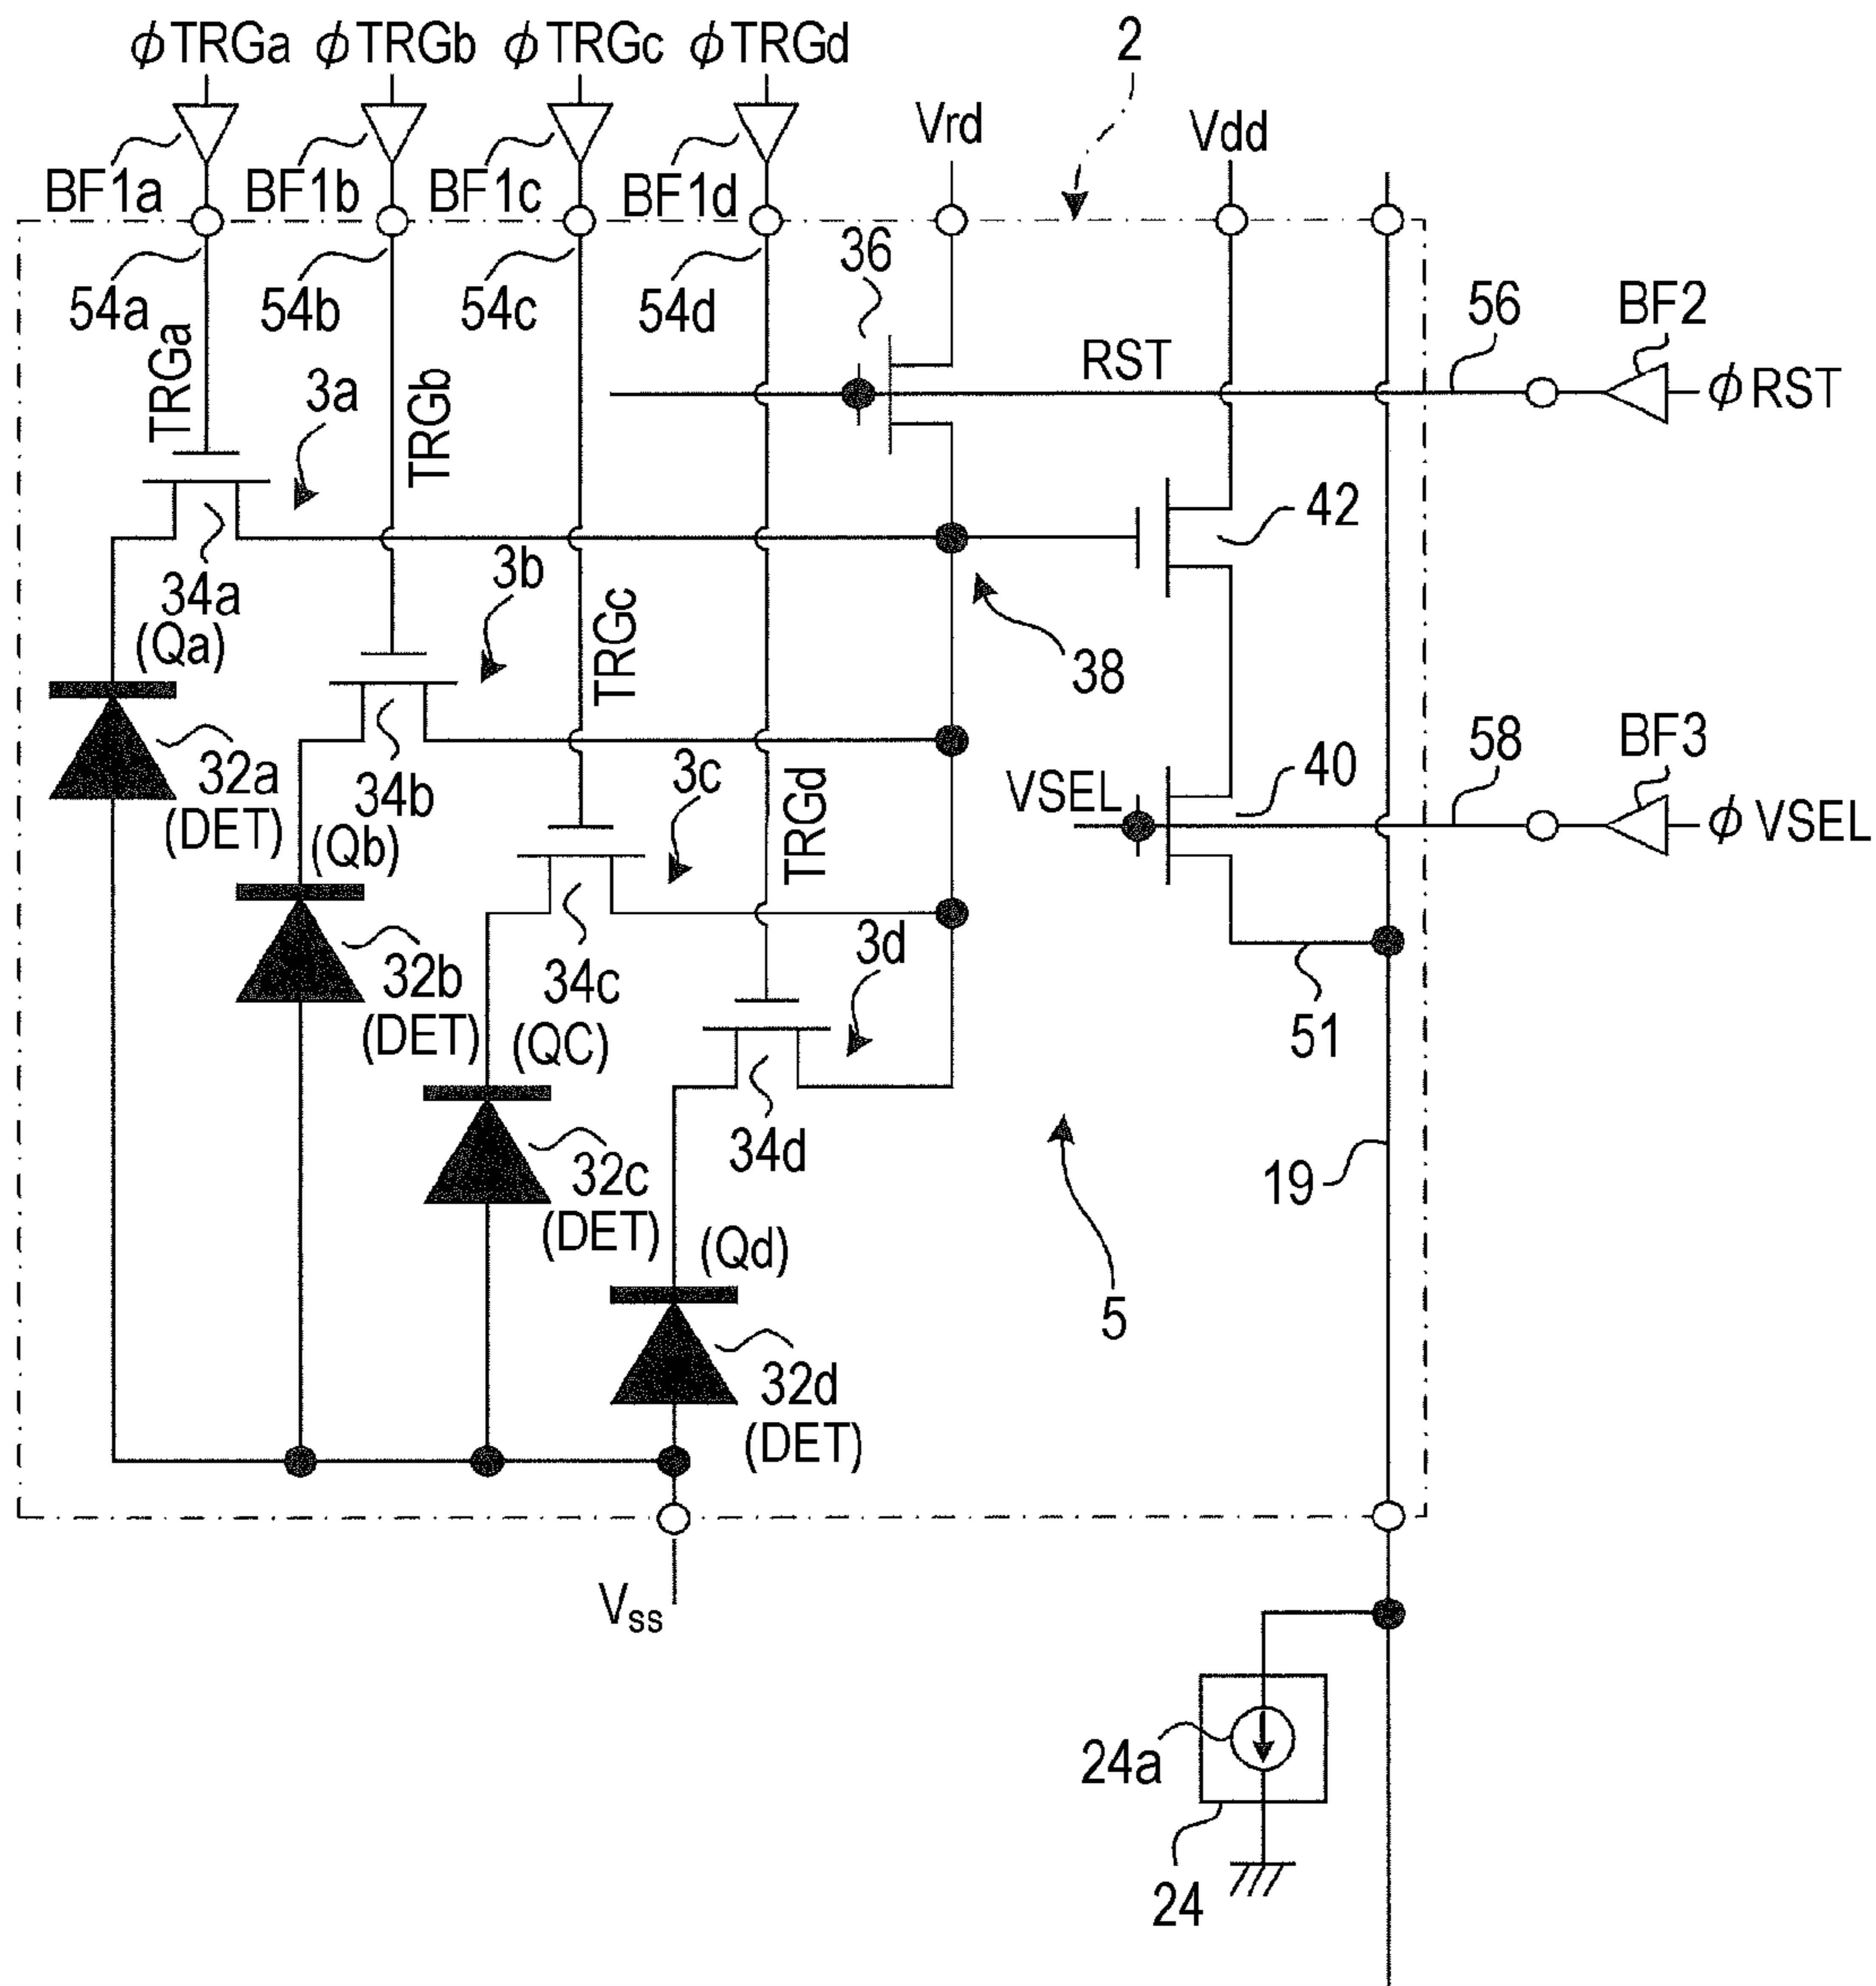 ϕTRGa ϕTRGb ϕTRGc ϕTRGd
2
Vrd
Vdd
BF1a BF1b BF1c BF1d
36
54a 54b 54c 54d
RST
56
BF2
ϕRST
TRGa
3a
TRGb
42
34a
(Qa)
3b
TRGc
38
32a
(DET)
34b
(Qb)
3c
TRGd
VSEL
40
58
BF3
ϕVSEL
32b
(DET)
34c
(QC)
3d
51
32c
(DET)
34d
19
(Qd)
5
32d
(DET)
Vss
24a
24